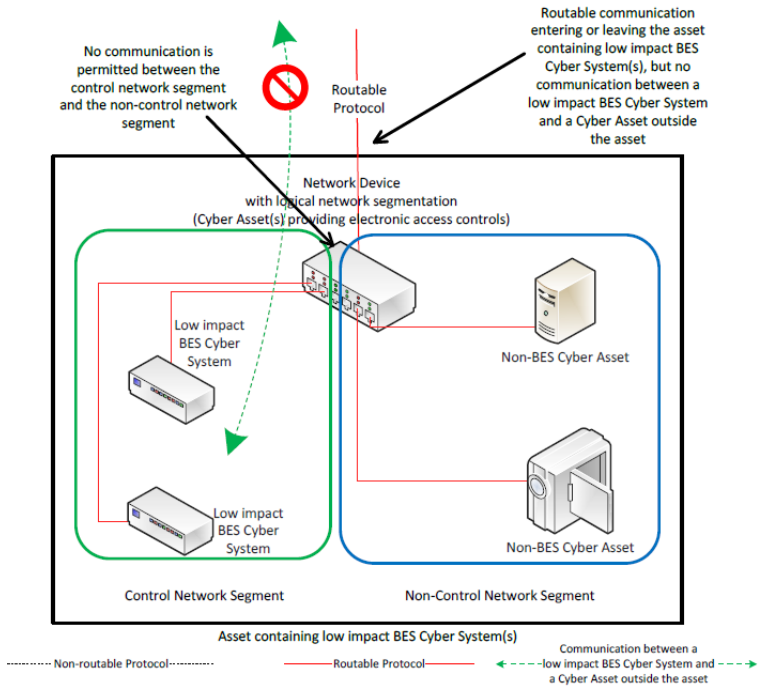 No communication is
permitted between the
control network segment
and the non-control network
segment
Routable
Protocol
Routable communication
entering or leaving the asset
containing low impact BES
Cyber System(s), but no
communication between a
low impact BES Cyber System
and a Cyber Asset outside
the asset
Network Device
with logical network segmentation
(Cyber Asset(s) providing electronic access controls)
Low impact
BES Cyber
System
Non-BES Cyber Asset
Low impact
BES Cyber
System
Non-BES Cyber Asset
Control Network Segment
Non-Control Network Segment
Asset containing low impact BES Cyber System(s)
Non-routable Protocol
Routable Protocol
Communication between a
low impact BES Cyber System and
a Cyber Asset outside the asset